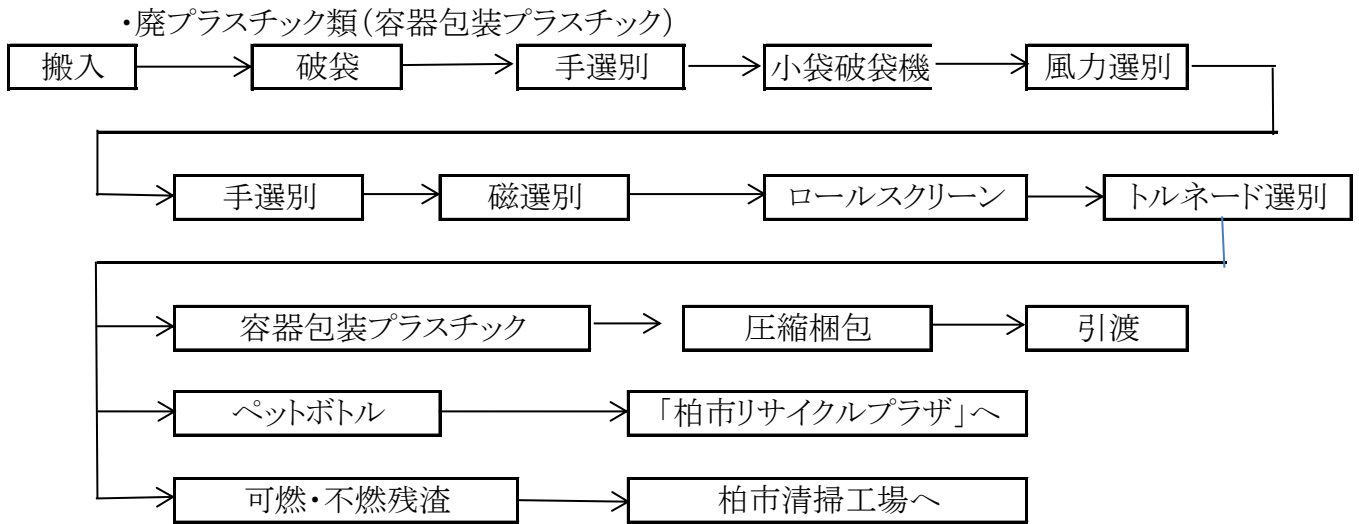 ・廃プラスチック類（容器包装プラスチック）
搬入 破袋 手選別 小袋破袋機 風力選別
手選別 磁選別 ロールスクリーン トルネード選別
容器包装プラスチック 圧縮梱包 引渡
ペットボトル 「柏市リサイクルプラザ」へ
可燃・不燃残渣 柏市清掃工場へ